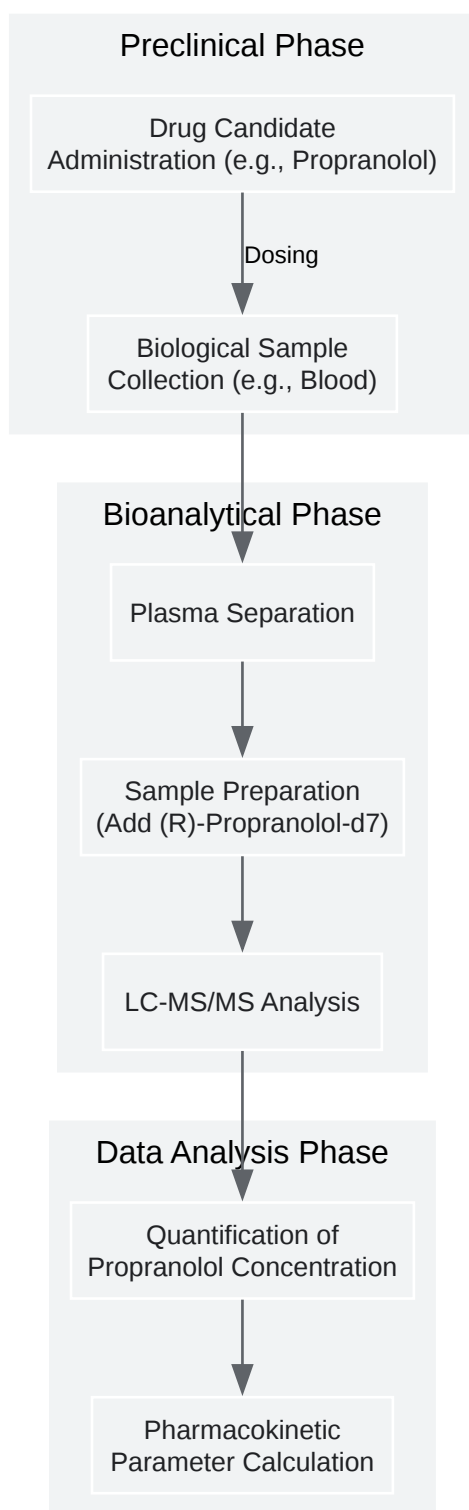 Preclinical Phase
Drug Candidate
Administration (e.g., Propranolol)
Dosing
Biological Sample
Collection (e.g., Blood)
Bioanalytical Phase
Plasma Separation
Sample Preparation
(Add (R)-Propranolol-d7)
LC-MS/MS Analysis
Data Analysis Phase
Quantification of
Propranolol Concentration
Pharmacokinetic
Parameter Calculation